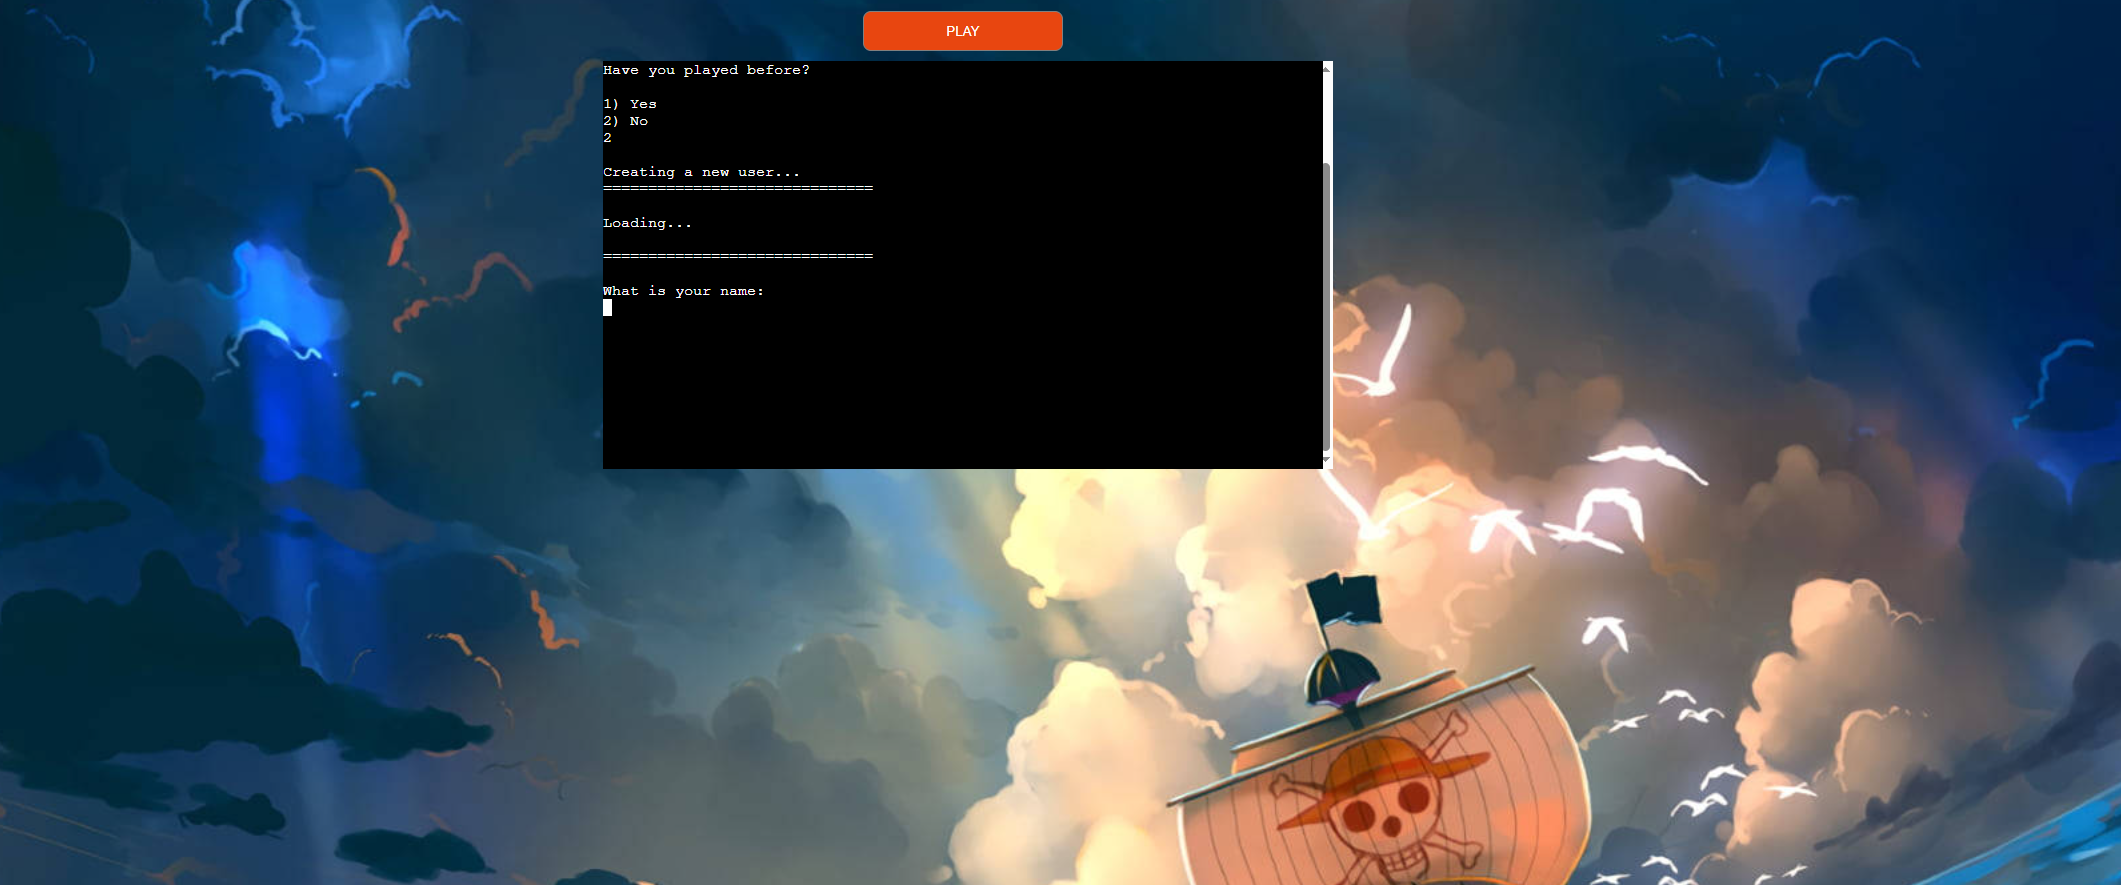 PLAY
Have you played before?
1) Yes
2) No
2
Creating a new user...
==============================
Loading...
==============================
What is your name: